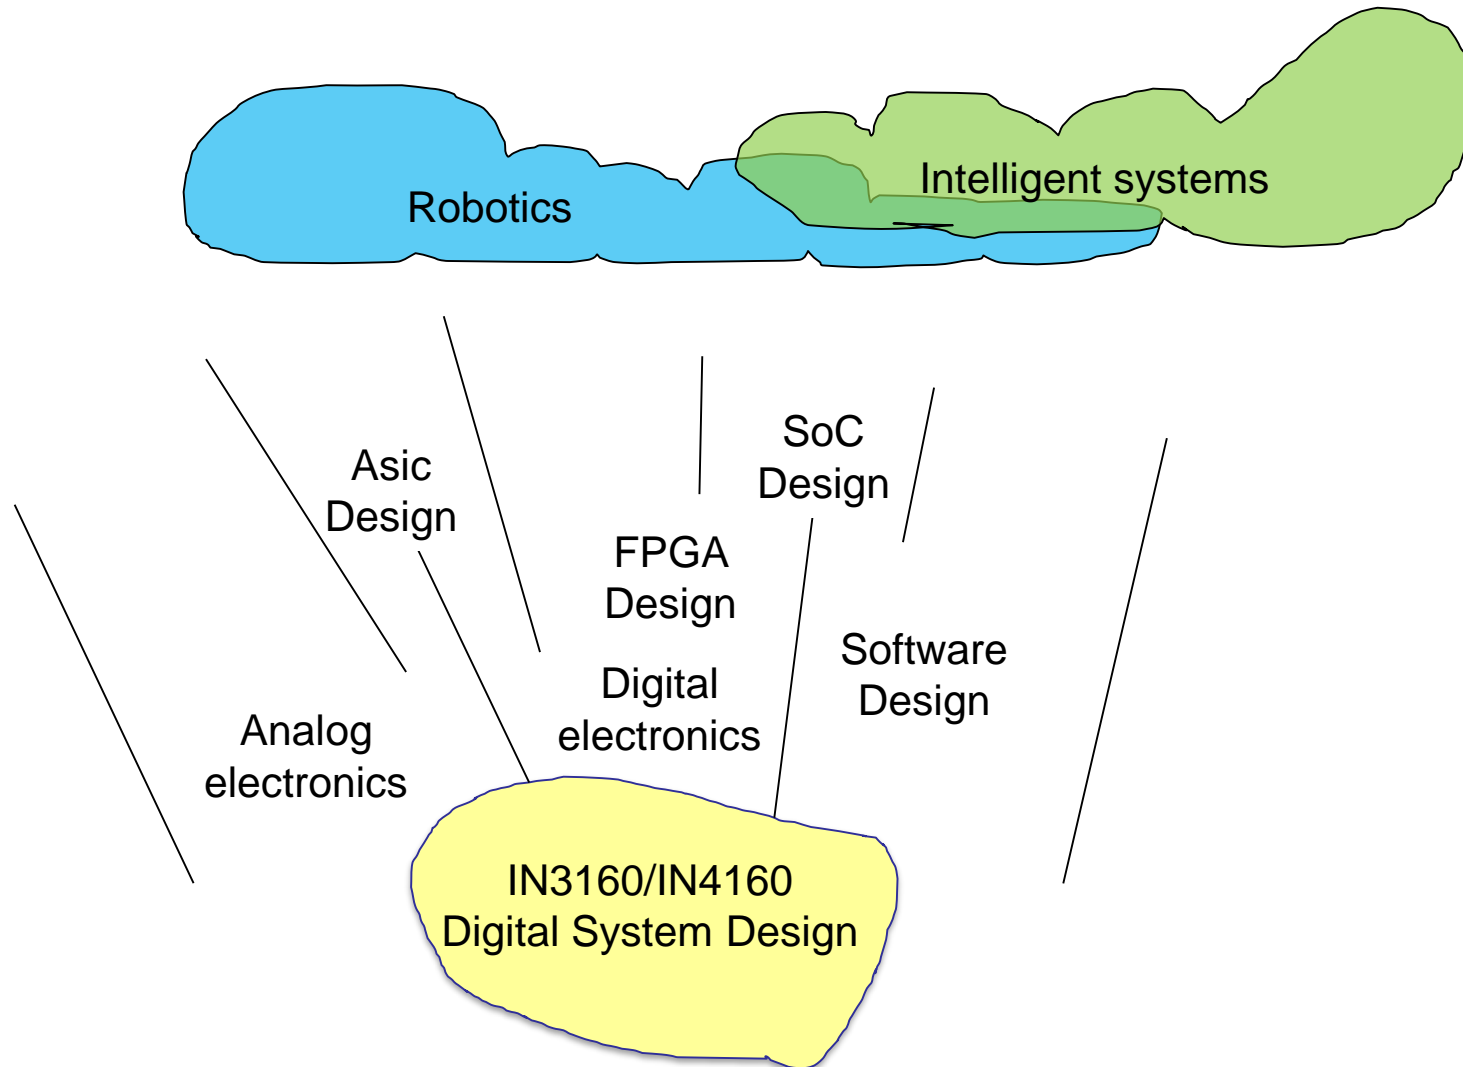 Intelligent systems
Robotics
SoC
Design
Asic
Design
FPGA
Design
Software
Design
Digital
electronics
Analog
electronics
IN3160/IN4160
Digital System Design